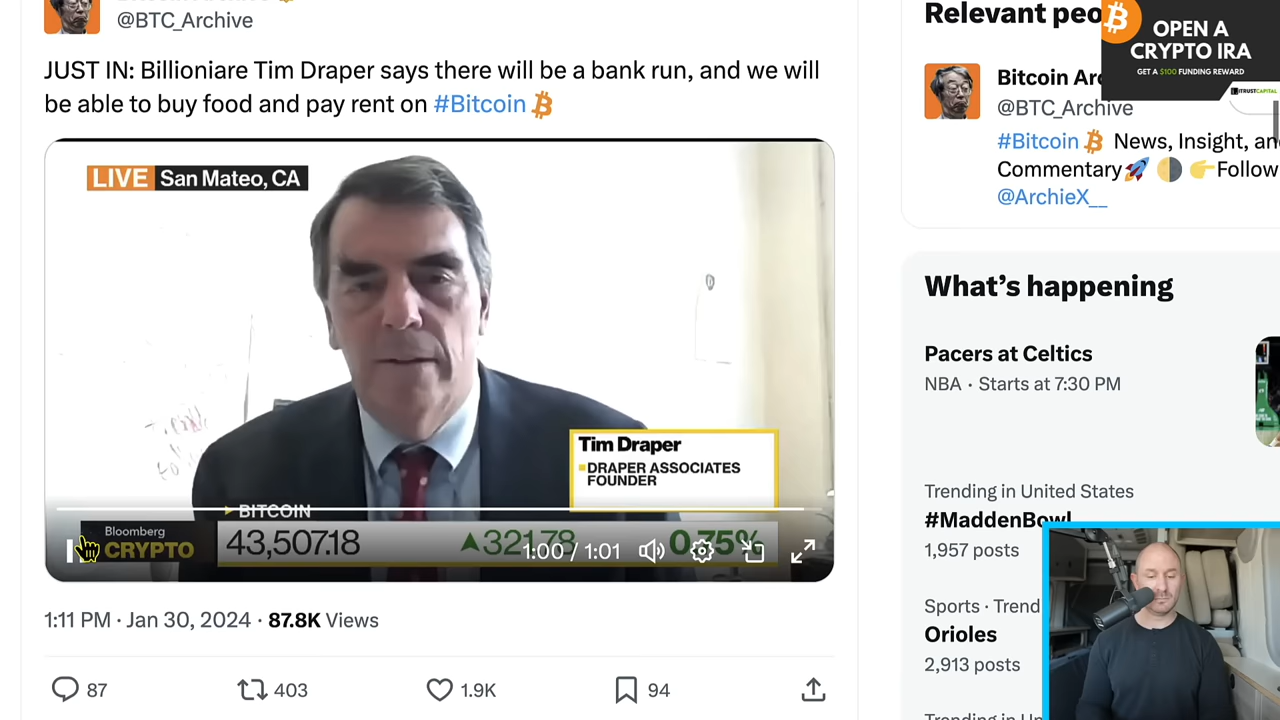 @BTC_Archive
JUST IN: Billioniare Tim Draper says there will be a bank run, and we will
be able to buy food and pay rent on #Bitcoin
LIVE San Mateo, CA
Tim Draper
DRAPER ASSOCIATES
FOUNDER
BITCOIN
Bloomberg
CRYPTO
43,507.18
321.78
0.75%
1:00 / 1:01
1:11 PM · Jan 30, 2024 · 87.8K Views
87
403
1.9K
94
Relevant peo
OPEN A
CRYPTO IRA
GET A $100 FUNDING REWARD
ITRUSTCAPITAL
Bitcoin Arc
@BTC_Archive
#Bitcoin News, Insight, an
Commentary Follow
@ArchieX__
What's happening
Pacers at Celtics
NBA · Starts at 7:30 PM
Trending in United States
#MaddenBowl
1,957 posts
Sports · Trend
Orioles
2,913 posts
Trending in Un